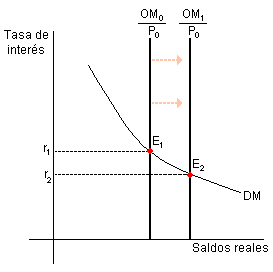 OM₀ OM₁
P₀ P₀
Tasa de
interés
E₁
r₁
E₂
r₂
DM
Saldos reales